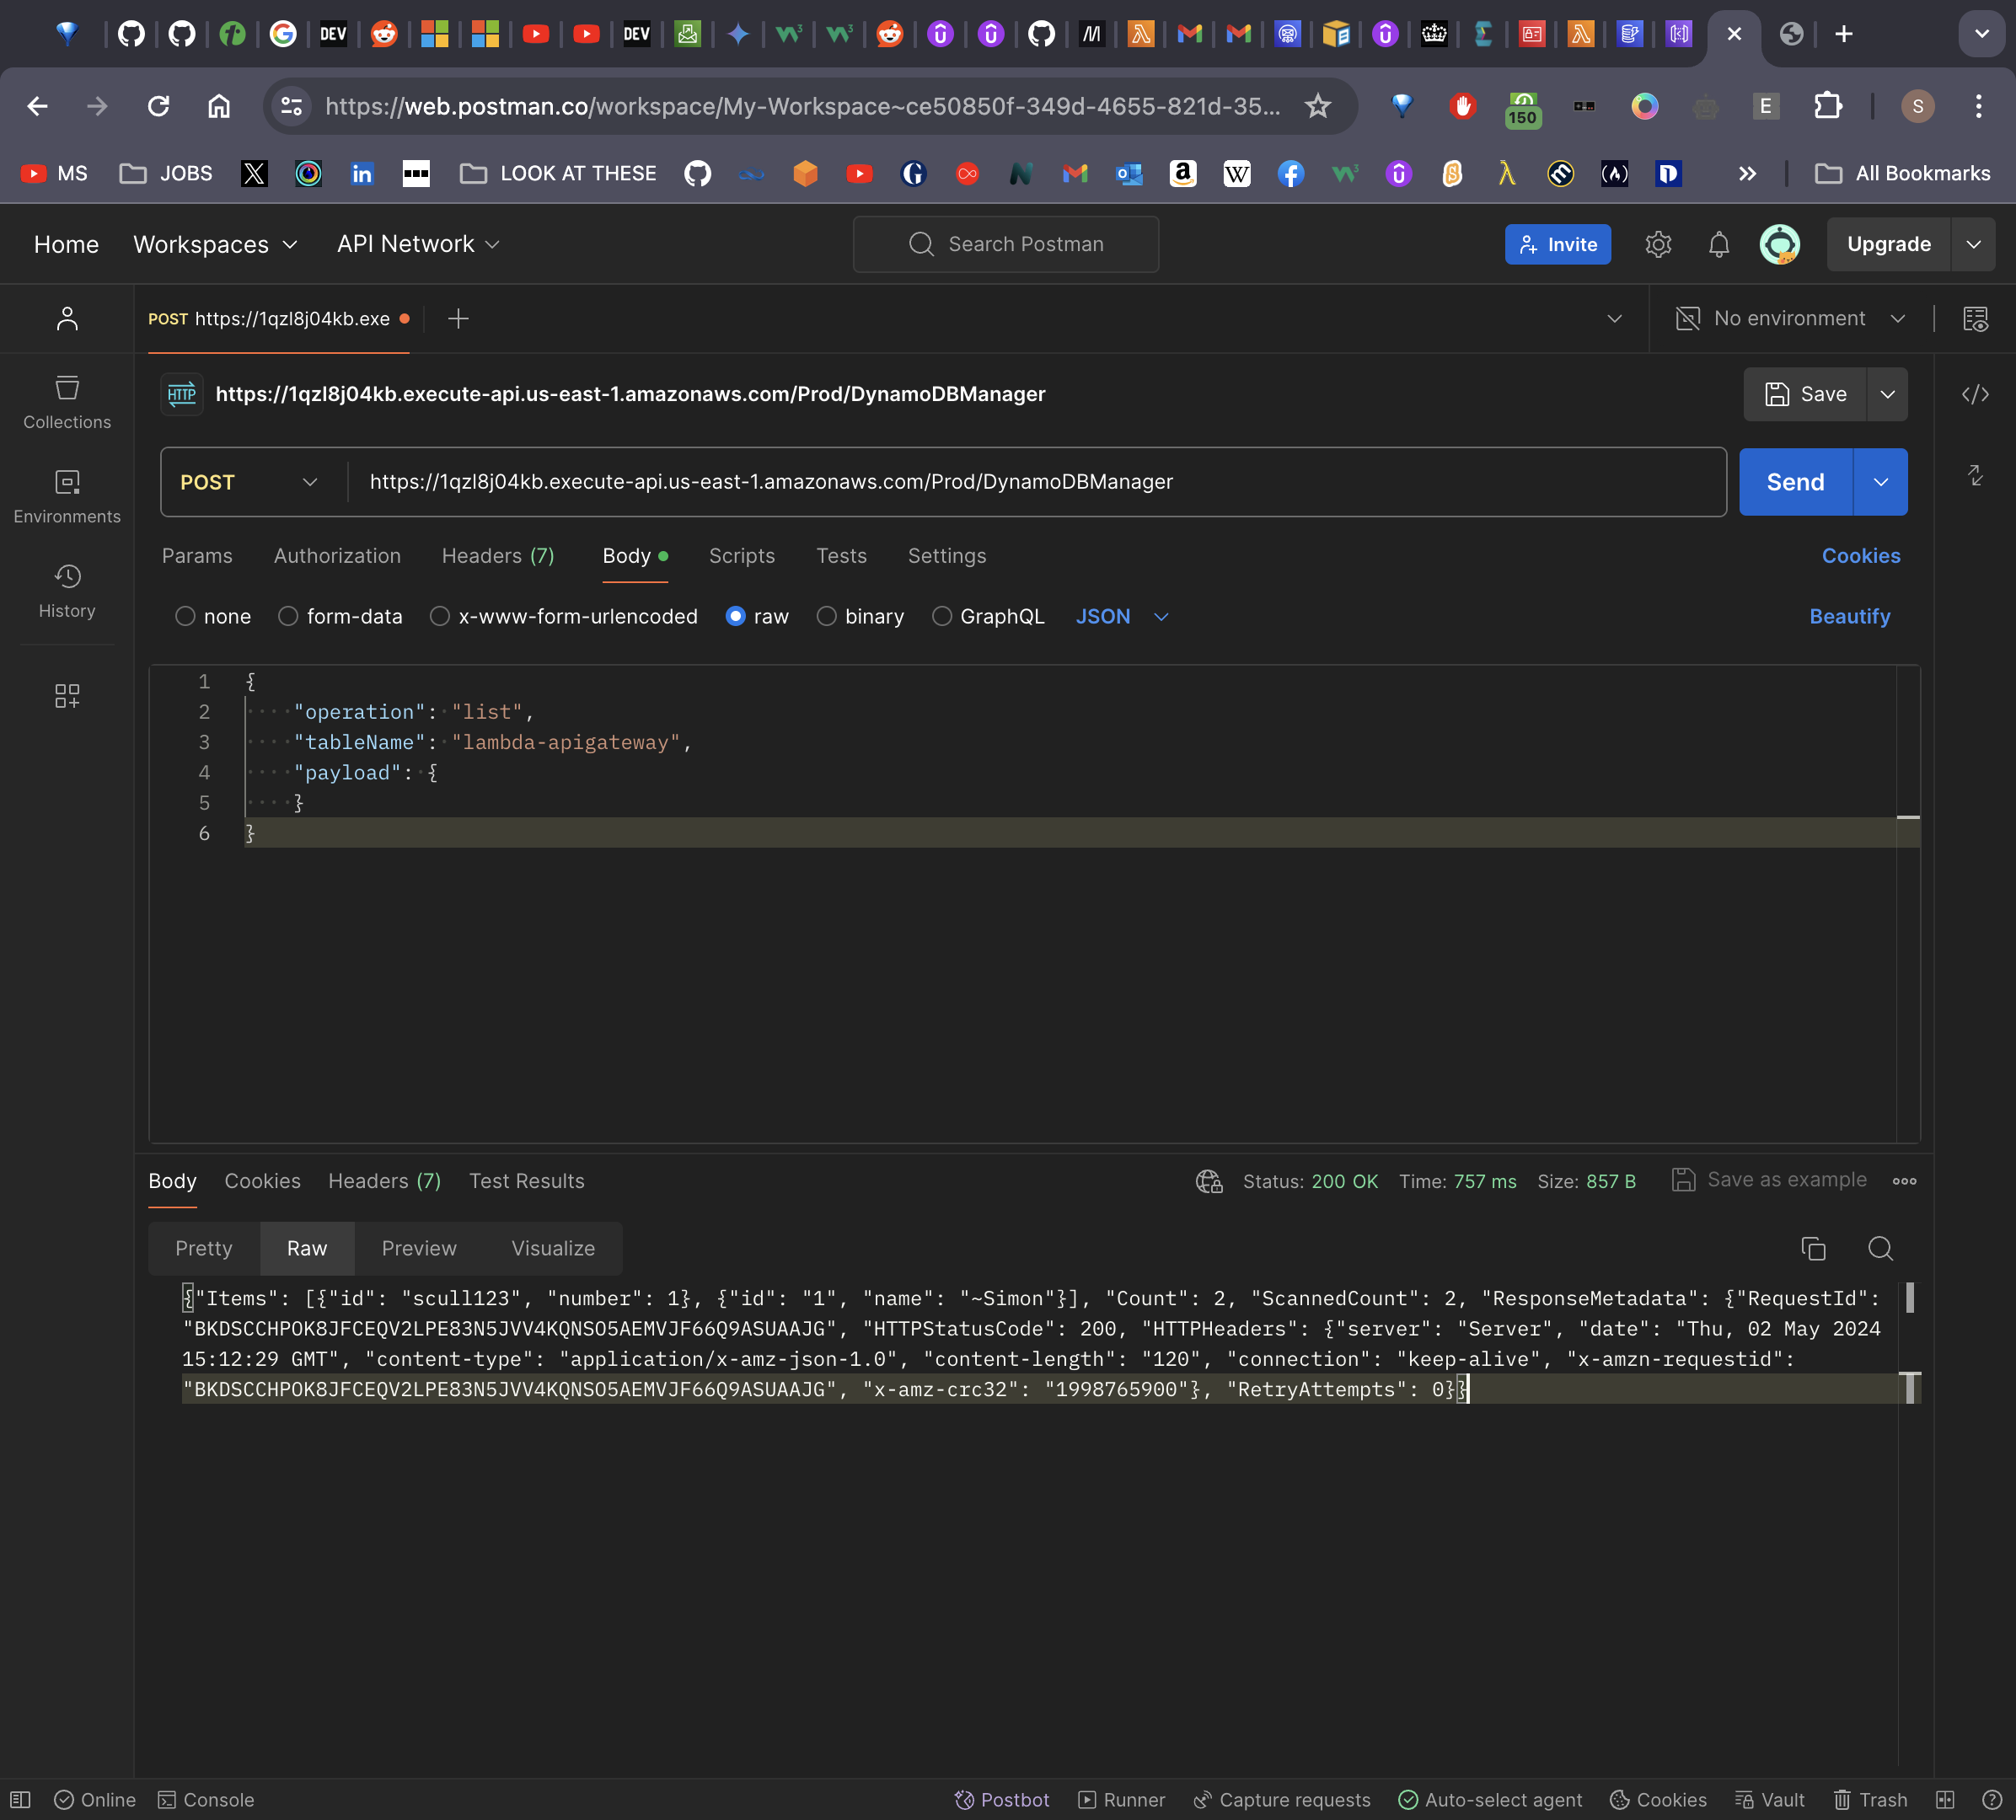 DEV
DEV
https://web.postman.co/workspace/My-Workspace~ce50850f-349d-4655-821d-35...
150
E
S
MS
JOBS
in
LOOK AT THESE
All Bookmarks
Home
Workspaces
API Network
Search Postman
Invite
Upgrade
POST https://1qzl8j04kb.exe
No environment
HTTP
https://1qzl8j04kb.execute-api.us-east-1.amazonaws.com/Prod/DynamoDBManager
Save
Collections
POST
https://1qzl8j04kb.execute-api.us-east-1.amazonaws.com/Prod/DynamoDBManager
Send
Environments
Params
Authorization
Headers (7)
Body
Scripts
Tests
Settings
Cookies
History
none
form-data
x-www-form-urlencoded
raw
binary
GraphQL
JSON
Beautify
1 {
2 "operation": "list",
3 "tableName": "lambda-apigateway",
4 "payload": {
5 }
6 }
Body
Cookies
Headers (7)
Test Results
Status: 200 OK
Time: 757 ms
Size: 857 B
Save as example
Pretty
Raw
Preview
Visualize
{"Items": [{"id": "scull123", "number": 1}, {"id": "1", "name": "~Simon"}], "Count": 2, "ScannedCount": 2, "ResponseMetadata": {"RequestId":
"BKDSCCHPOK8JFCEQV2LPE83N5JVV4KQNSO5AEMVJF66Q9ASUAAJG", "HTTPStatusCode": 200, "HTTPHeaders": {"server": "Server", "date": "Thu, 02 May 2024
15:12:29 GMT", "content-type": "application/x-amz-json-1.0", "content-length": "120", "connection": "keep-alive", "x-amzn-requestid":
"BKDSCCHPOK8JFCEQV2LPE83N5JVV4KQNSO5AEMVJF66Q9ASUAAJG", "x-amz-crc32": "1998765900"}, "RetryAttempts": 0}}
Online
Console
Postbot
Runner
Capture requests
Auto-select agent
Cookies
Vault
Trash